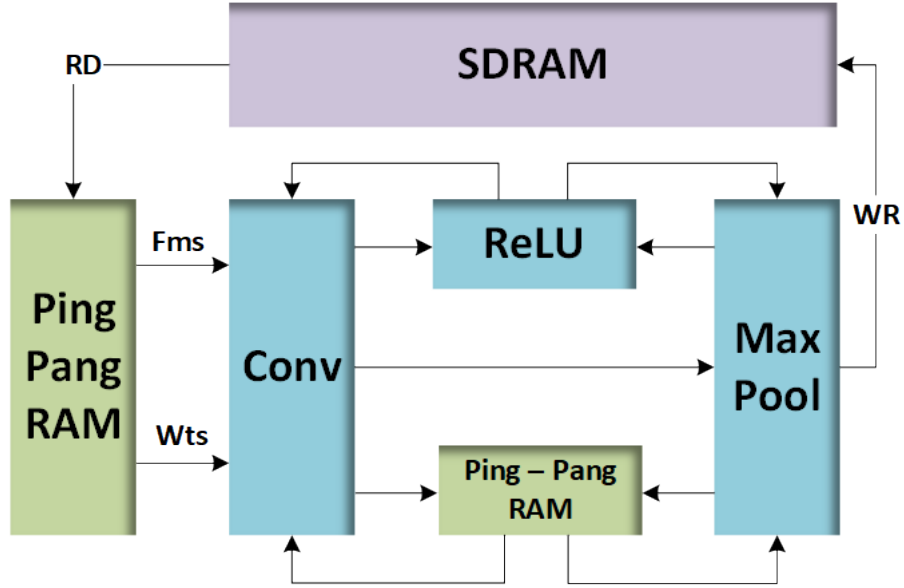 SDRAM
RD
WR
Fms
ReLU
Ping
Pang
RAM
Conv
Max
Pool
Wts
Ping – Pang
RAM